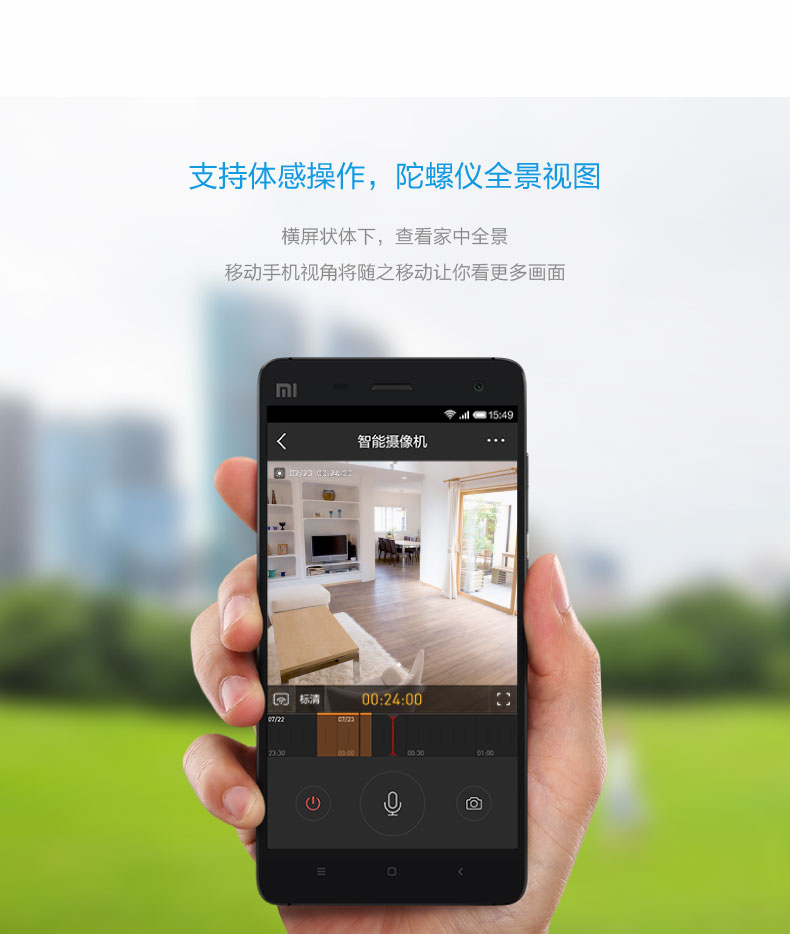 支持体感操作，陀螺仪全景视图
横屏状体下，查看家中全景
移动手机视角将随之移动让你看更多画面
mi
15:49
智能摄像机
标清 00:24:00
07/22 07/23
23:30 00:00 00:30 01:00